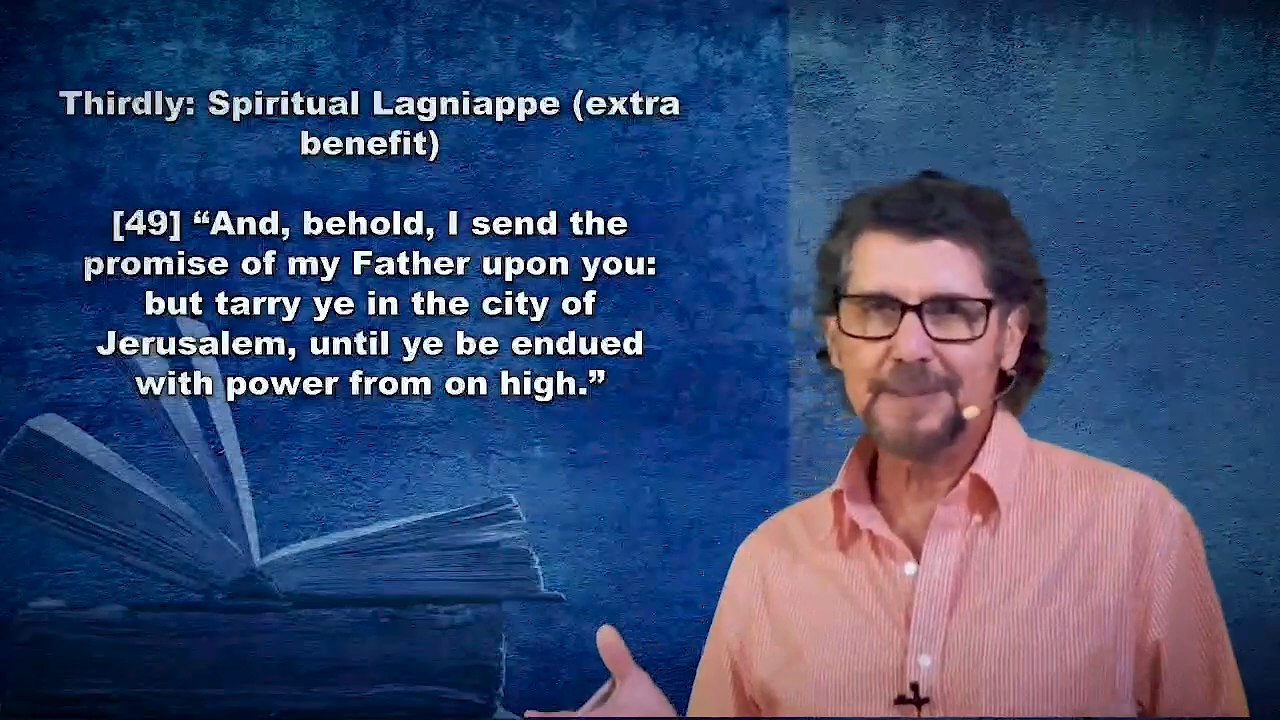 Thirdly: Spiritual Lagniappe (extra
benefit)
[49] “And, behold, I send the
promise of my Father upon you:
but tarry ye in the city of
Jerusalem, until ye be endued
with power from on high.”